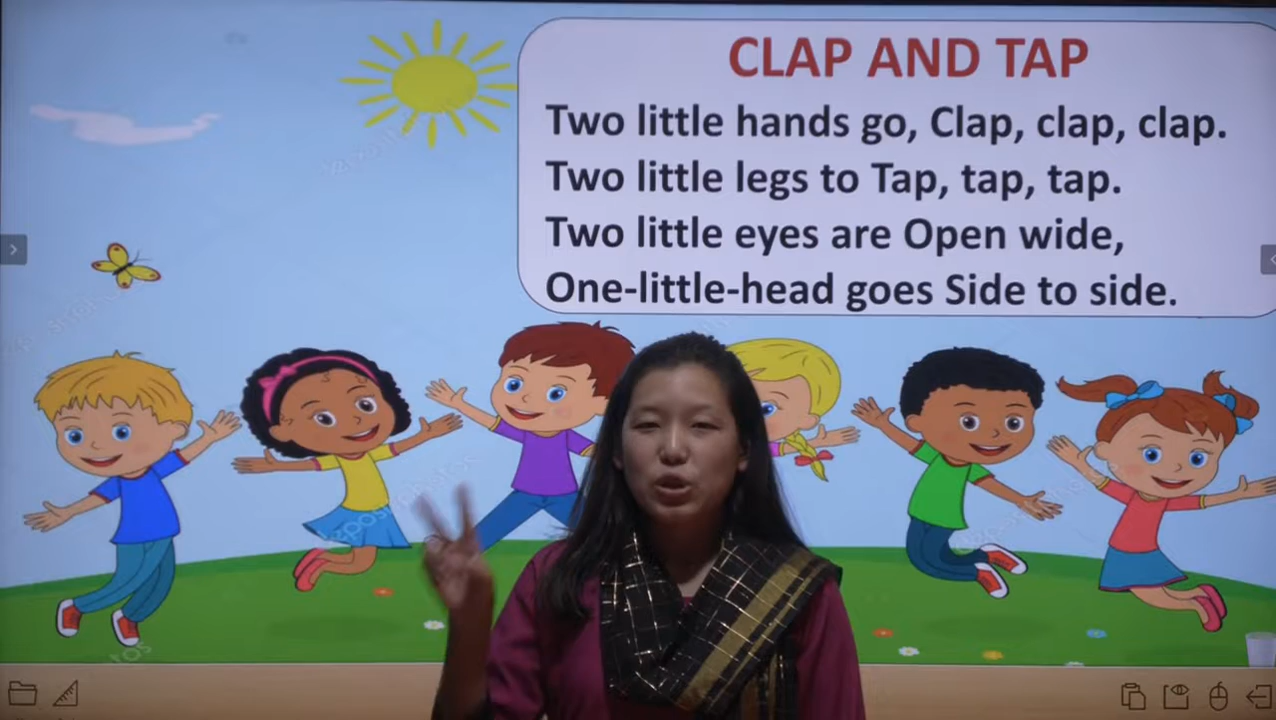 CLAP AND TAP
Two little hands go, Clap, clap, clap.
Two little legs to Tap, tap, tap.
Two little eyes are Open wide,
One-little-head goes Side to side.